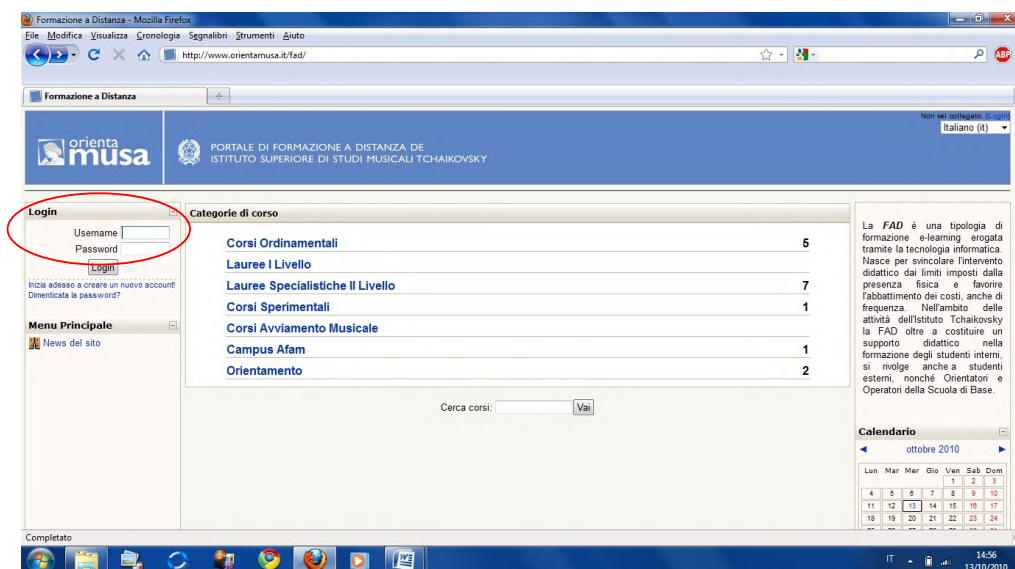 Formazione a Distanza - Mozilla Firefox
File Modifica Visualizza Cronologia Segnalibri Strumenti Aiuto
http://www.orientamusa.it/fad/
ABP
Formazione a Distanza
Non sei collegato. (Login)
Italiano (it)
orienta
musa
PORTALE DI FORMAZIONE A DISTANZA DE
ISTITUTO SUPERIORE DI STUDI MUSICALI TCHAIKOVSKY
Login
Username
Password
Login
Inizia adesso a creare un nuovo account!
Dimenticata la password?
Menu Principale
News del sito
Categorie di corso
Corsi Ordinamentali 5
Lauree I Livello
Lauree Specialistiche II Livello 7
Corsi Sperimentali 1
Corsi Avviamento Musicale
Campus Afam 1
Orientamento 2
Cerca corsi: Vai
La FAD è una tipologia di
formazione e-learning erogata
tramite la tecnologia informatica.
Nasce per svincolare l'intervento
didattico dai limiti imposti dalla
presenza fisica e favorire
l'abbattimento dei costi, anche di
frequenza. Nell'ambito delle
attività dell'Istituto Tchaikovsky
la FAD oltre a costituire un
supporto didattico nella
formazione degli studenti interni,
si rivolge anche a studenti
esterni, nonché Orientatori e
Operatori della Scuola di Base.
Calendario
ottobre 2010
Lun Mar Mer Gio Ven Sab Dom
1 2 3
4 5 6 7 8 9 10
11 12 13 14 15 16 17
18 19 20 21 22 23 24
Completato
IT
14:56
13/10/2010